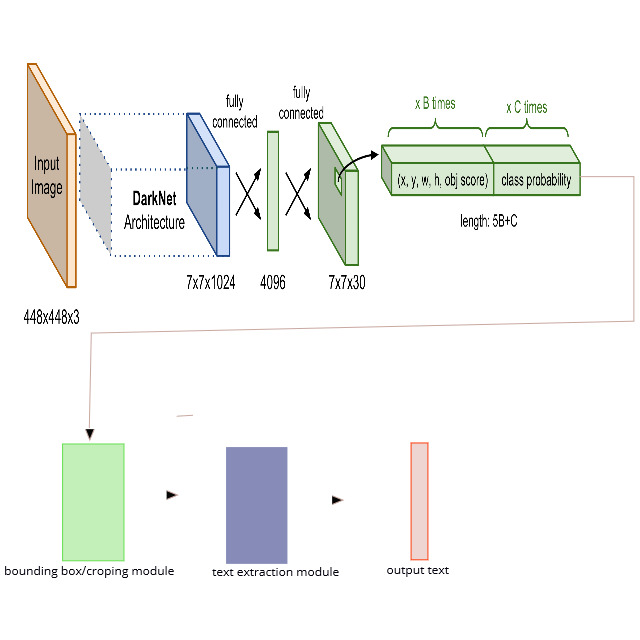 fully
connected
fully
connected
x B times
x C times
Input
Image
DarkNet
Architecture
(x, y, w, h, obj score)
class probability
length: 5B+C
7x7x1024
4096
7x7x30
448x448x3
bounding box/croping module
text extraction module
output text